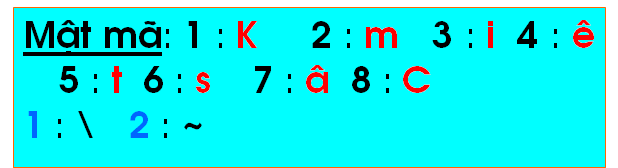 Mật mã: 1 : K 2 : m 3 : i 4 : ê
5 : t 6 : s 7 : â 8 : C
1 : \ 2 : ~